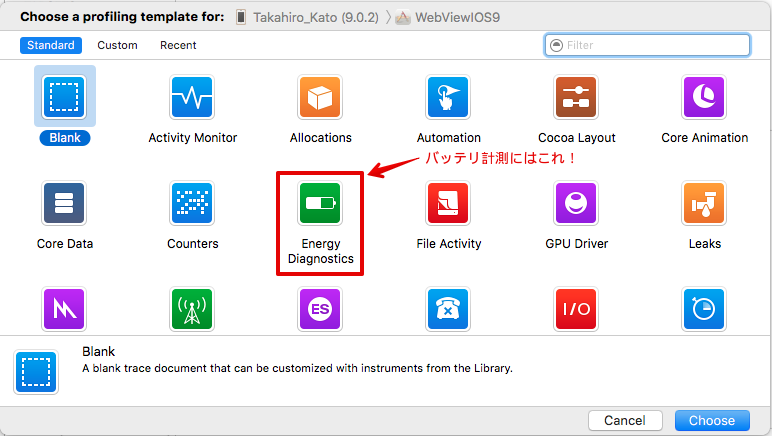 Choose a profiling template for: Takahiro_Kato (9.0.2) 〉 WebViewIOS9
Standard Custom Recent Filter
Blank Activity Monitor Allocations Automation Cocoa Layout Core Animation
バッテリ計測にはこれ！
Core Data Counters Energy Diagnostics File Activity GPU Driver Leaks
ES I/O
Blank
A blank trace document that can be customized with instruments from the Library.
Cancel Choose